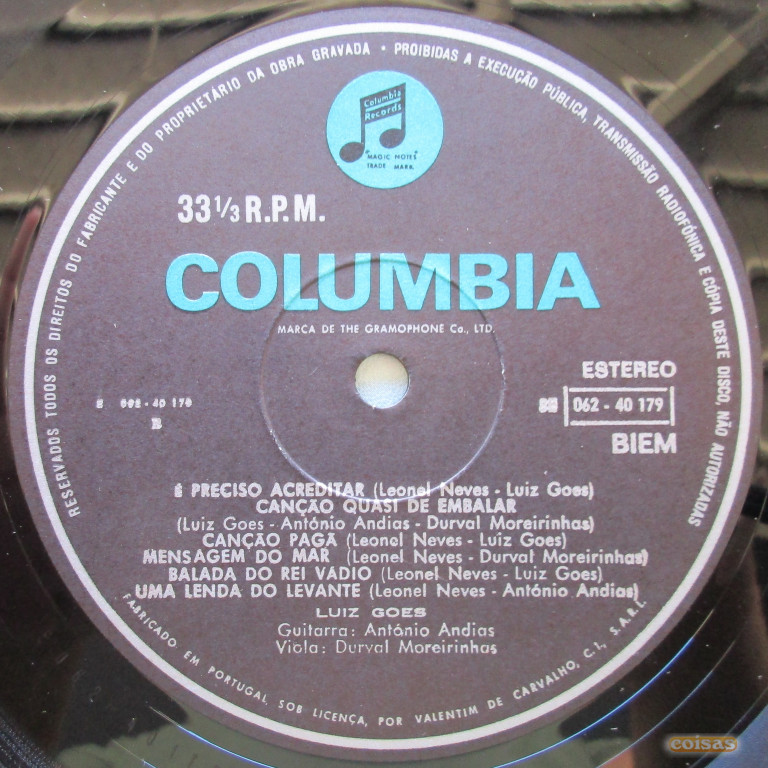 RESERVADOS TODOS OS DIREITOS DO FABRICANTE E DO PROPRIETÁRIO DA OBRA GRAVADA • PROIBIDAS A EXECUÇÃO PÚBLICA, TRANSMISSÃO RADIOFÓNICA E CÓPIA DESTE DISCO, NÃO AUTORIZADAS
Columbia
Records
"MAGIC NOTES"
TRADE MARK
33 1/3 R.P.M.
COLUMBIA
MARCA DE THE GRAMOPHONE Co., LTD.
ESTEREO
062 - 40 179
062 - 40 179
B
BIEM
É PRECISO ACREDITAR (Leonel Neves - Luiz Goes)
CANÇÃO QUASI DE EMBALAR
(Luiz Goes - António Andias - Durval Moreirinhas)
CANÇÃO PAGÃ (Leonel Neves - Luiz Goes)
MENSAGEM DO MAR (Leonel Neves - Durval Moreirinhas)
BALADA DO REI VADIO (Leonel Neves - Luiz Goes)
UMA LENDA DO LEVANTE (Leonel Neves - António Andias)
LUIZ GOES
Guitarra: António Andias
Viola: Durval Moreirinhas
FABRICADO EM PORTUGAL, SOB LICENÇA, POR VALENTIM DE CARVALHO, C. I., S. A. R. L.
coisas